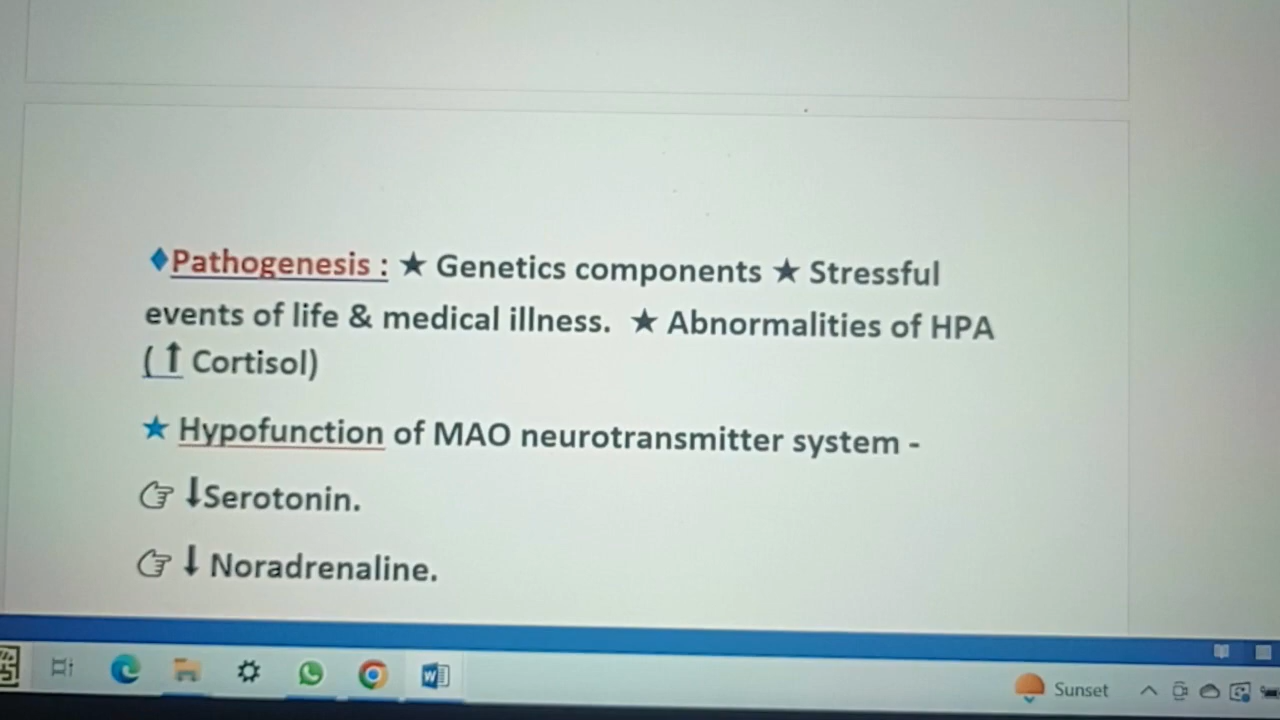 ♦Pathogenesis : ★ Genetics components ★ Stressful
events of life & medical illness. ★ Abnormalities of HPA
( ↑ Cortisol)
★ Hypofunction of MAO neurotransmitter system -
☞ ↓Serotonin.
☞ ↓ Noradrenaline.
Sunset